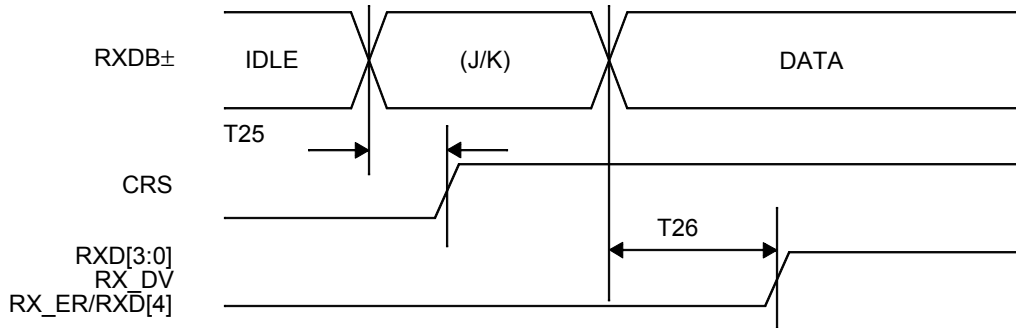 RXDB±
IDLE
(J/K)
DATA
T25
CRS
T26
RXD[3:0]
RX_DV
RX_ER/RXD[4]